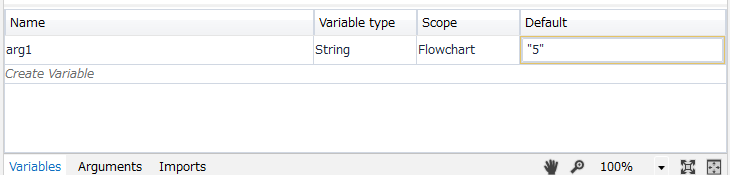 Name Variable type Scope Default
arg1 String Flowchart "5"
Create Variable
Variables Arguments Imports 100%